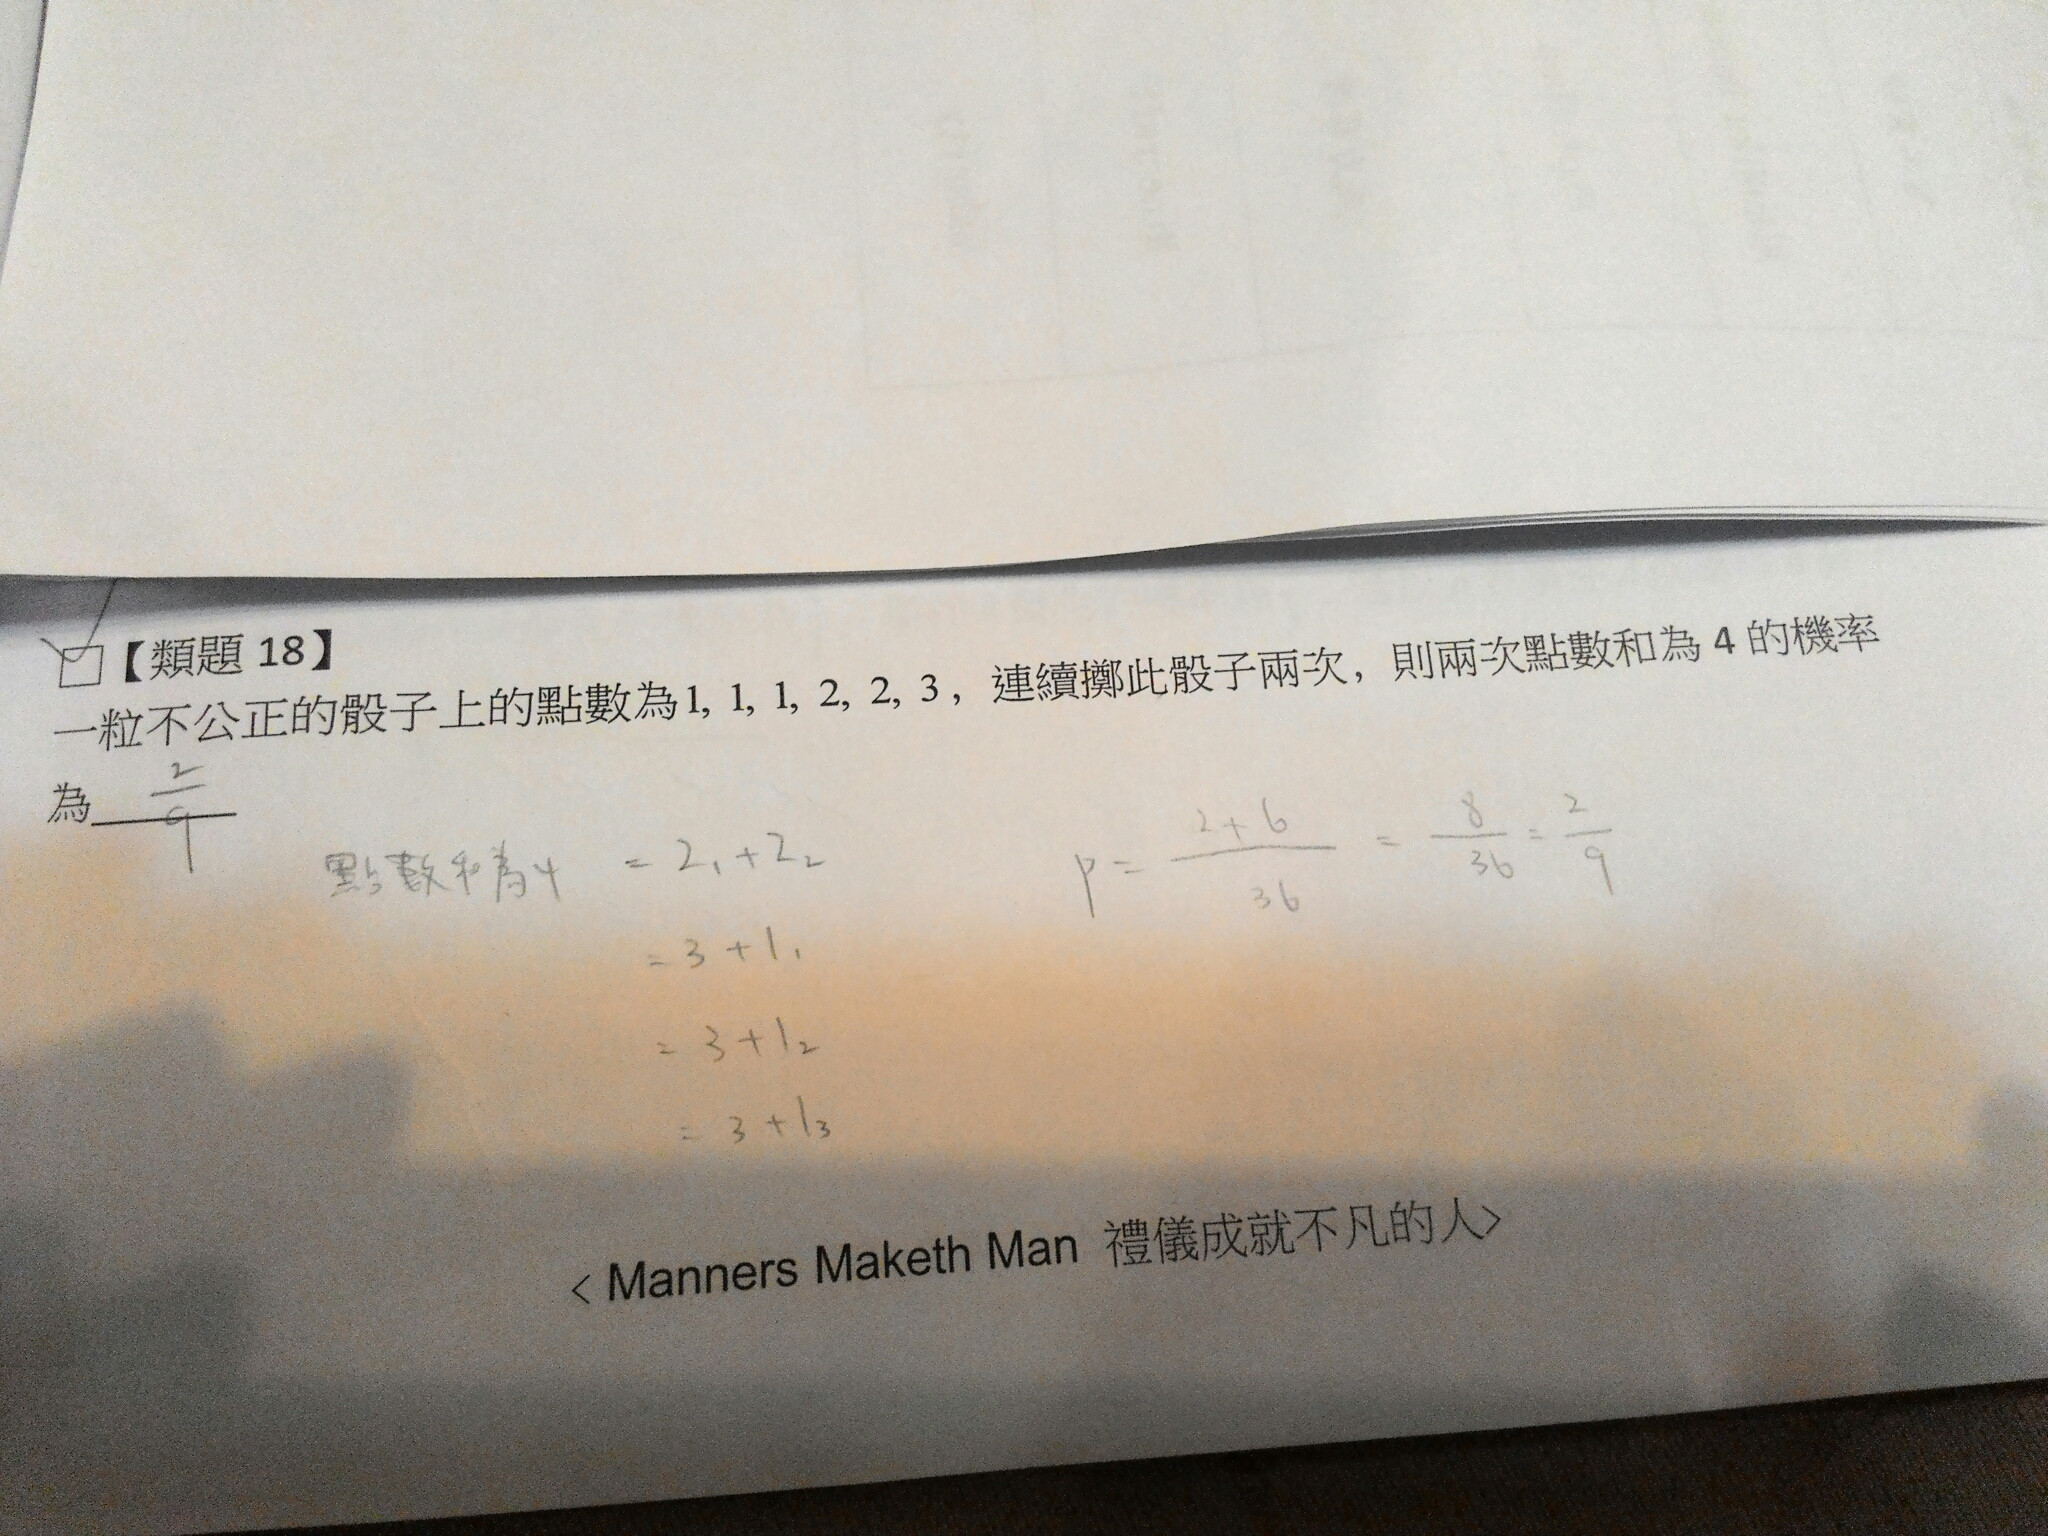 【類題 18】
一粒不公正的骰子上的點數為1, 1, 1, 2, 2, 3, 連續擲此骰子兩次, 則兩次點數和為 4 的機率
為 2/9
點數和為4 = 2₁+2₂
P = (2+6)/36 = 8/36 = 2/9
= 3+1₁
= 3+1₂
= 3+1₃
< Manners Maketh Man 禮儀成就不凡的人>